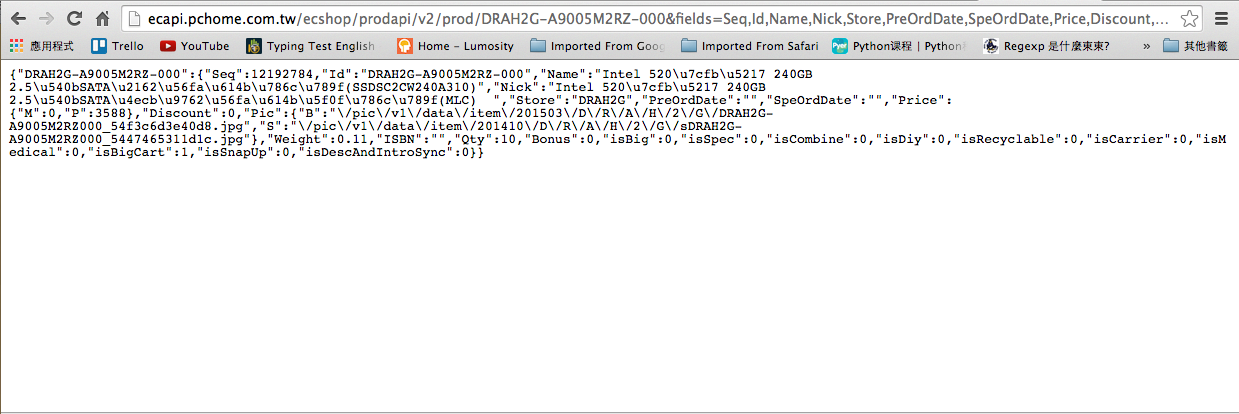 ecapi.pchome.com.tw/ecshop/prodapi/v2/prod/DRAH2G-A9005M2RZ-000&fields=Seq,Id,Name,Nick,Store,PreOrdDate,SpeOrdDate,Price,Discount,...
應用程式 Trello YouTube Typing Test English Home - Lumosity Imported From Goog Imported From Safari Python课程 | Python Regexp 是什麼東東? » 其他書籤
{"DRAH2G-A9005M2RZ-000":{"Seq":12192784,"Id":"DRAH2G-A9005M2RZ-000","Name":"Intel 520\u7cfb\u5217 240GB
2.5\u540bSATA\u2162\u56fa\u614b\u786c\u789f(SSDSC2CW240A310)","Nick":"Intel 520\u7cfb\u5217 240GB
2.5\u540bSATA\u4ecb\u9762\u56fa\u614b\u5f0f\u786c\u789f(MLC)  ","Store":"DRAH2G","PreOrdDate":"","SpeOrdDate":"","Price":
{"M":0,"P":3588},"Discount":0,"Pic":{"B":"\/pic\/v1\/data\/item\/201503\/D\/R\/A\/H\/2\/G\/DRAH2G-
A9005M2RZ000_54f3c6d3e40d8.jpg","S":"\/pic\/v1\/data\/item\/201410\/D\/R\/A\/H\/2\/G\/sDRAH2G-
A9005M2RZ000_5447465311d1c.jpg"},"Weight":0.11,"ISBN":"","Qty":10,"Bonus":0,"isBig":0,"isSpec":0,"isCombine":0,"isDiy":0,"isRecyclable":0,"isCarrier":0,"isM
edical":0,"isBigCart":1,"isSnapUp":0,"isDescAndIntroSync":0}}